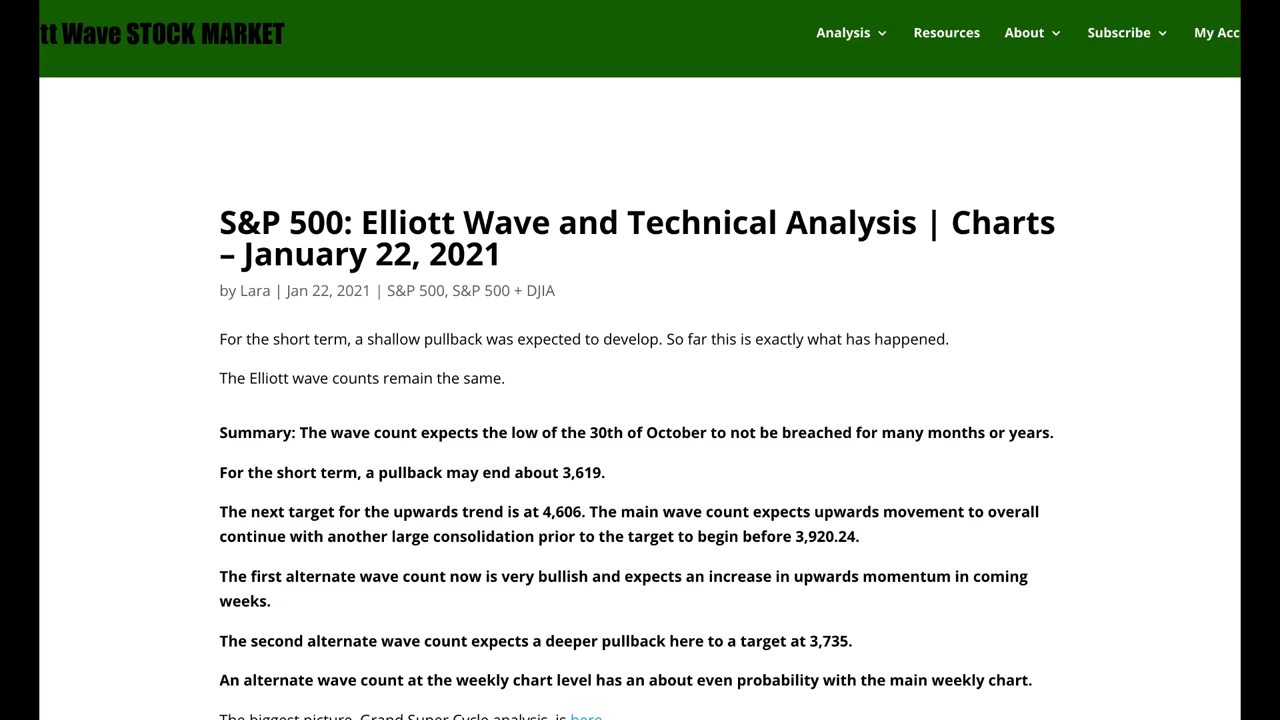 tt Wave STOCK MARKET
Analysis
Resources
About
Subscribe
My Acc
S&P 500: Elliott Wave and Technical Analysis | Charts
– January 22, 2021
by Lara | Jan 22, 2021 | S&P 500, S&P 500 + DJIA
For the short term, a shallow pullback was expected to develop. So far this is exactly what has happened.
The Elliott wave counts remain the same.
Summary: The wave count expects the low of the 30th of October to not be breached for many months or years.
For the short term, a pullback may end about 3,619.
The next target for the upwards trend is at 4,606. The main wave count expects upwards movement to overall
continue with another large consolidation prior to the target to begin before 3,920.24.
The first alternate wave count now is very bullish and expects an increase in upwards momentum in coming
weeks.
The second alternate wave count expects a deeper pullback here to a target at 3,735.
An alternate wave count at the weekly chart level has an about even probability with the main weekly chart.
The biggest picture, Grand Super Cycle analysis, is here.